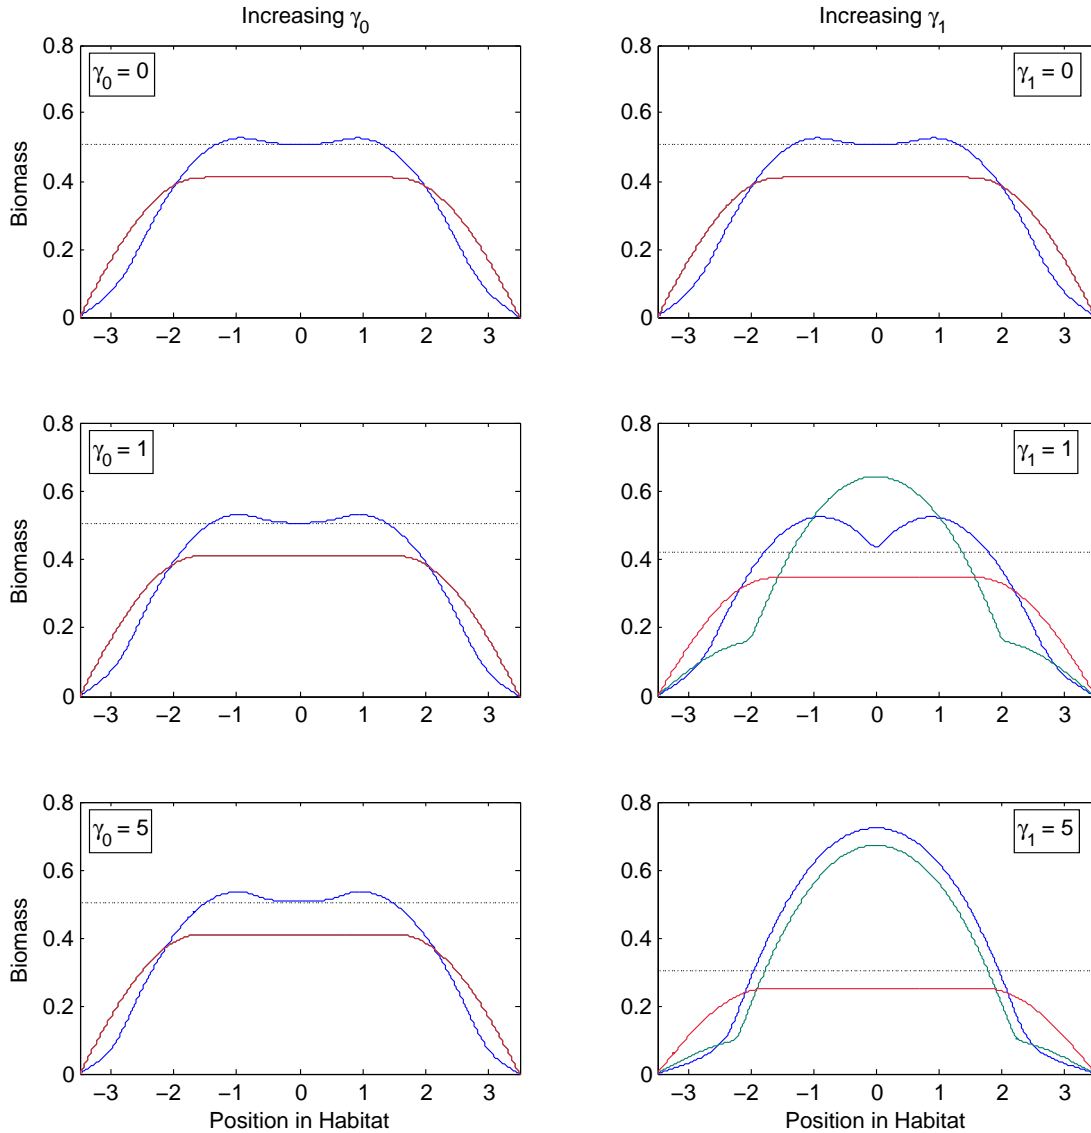 Increasing γ0
Increasing γ1
0.8
0.6
0.4
0.2
0
Biomass
γ0 = 0
−3 −2 −1 0 1 2 3
0.8
0.6
0.4
0.2
0
γ1 = 0
−3 −2 −1 0 1 2 3
0.8
0.6
0.4
0.2
0
Biomass
γ0 = 1
−3 −2 −1 0 1 2 3
0.8
0.6
0.4
0.2
0
γ1 = 1
−3 −2 −1 0 1 2 3
0.8
0.6
0.4
0.2
0
Biomass
γ0 = 5
−3 −2 −1 0 1 2 3
Position in Habitat
0.8
0.6
0.4
0.2
0
γ1 = 5
−3 −2 −1 0 1 2 3
Position in Habitat